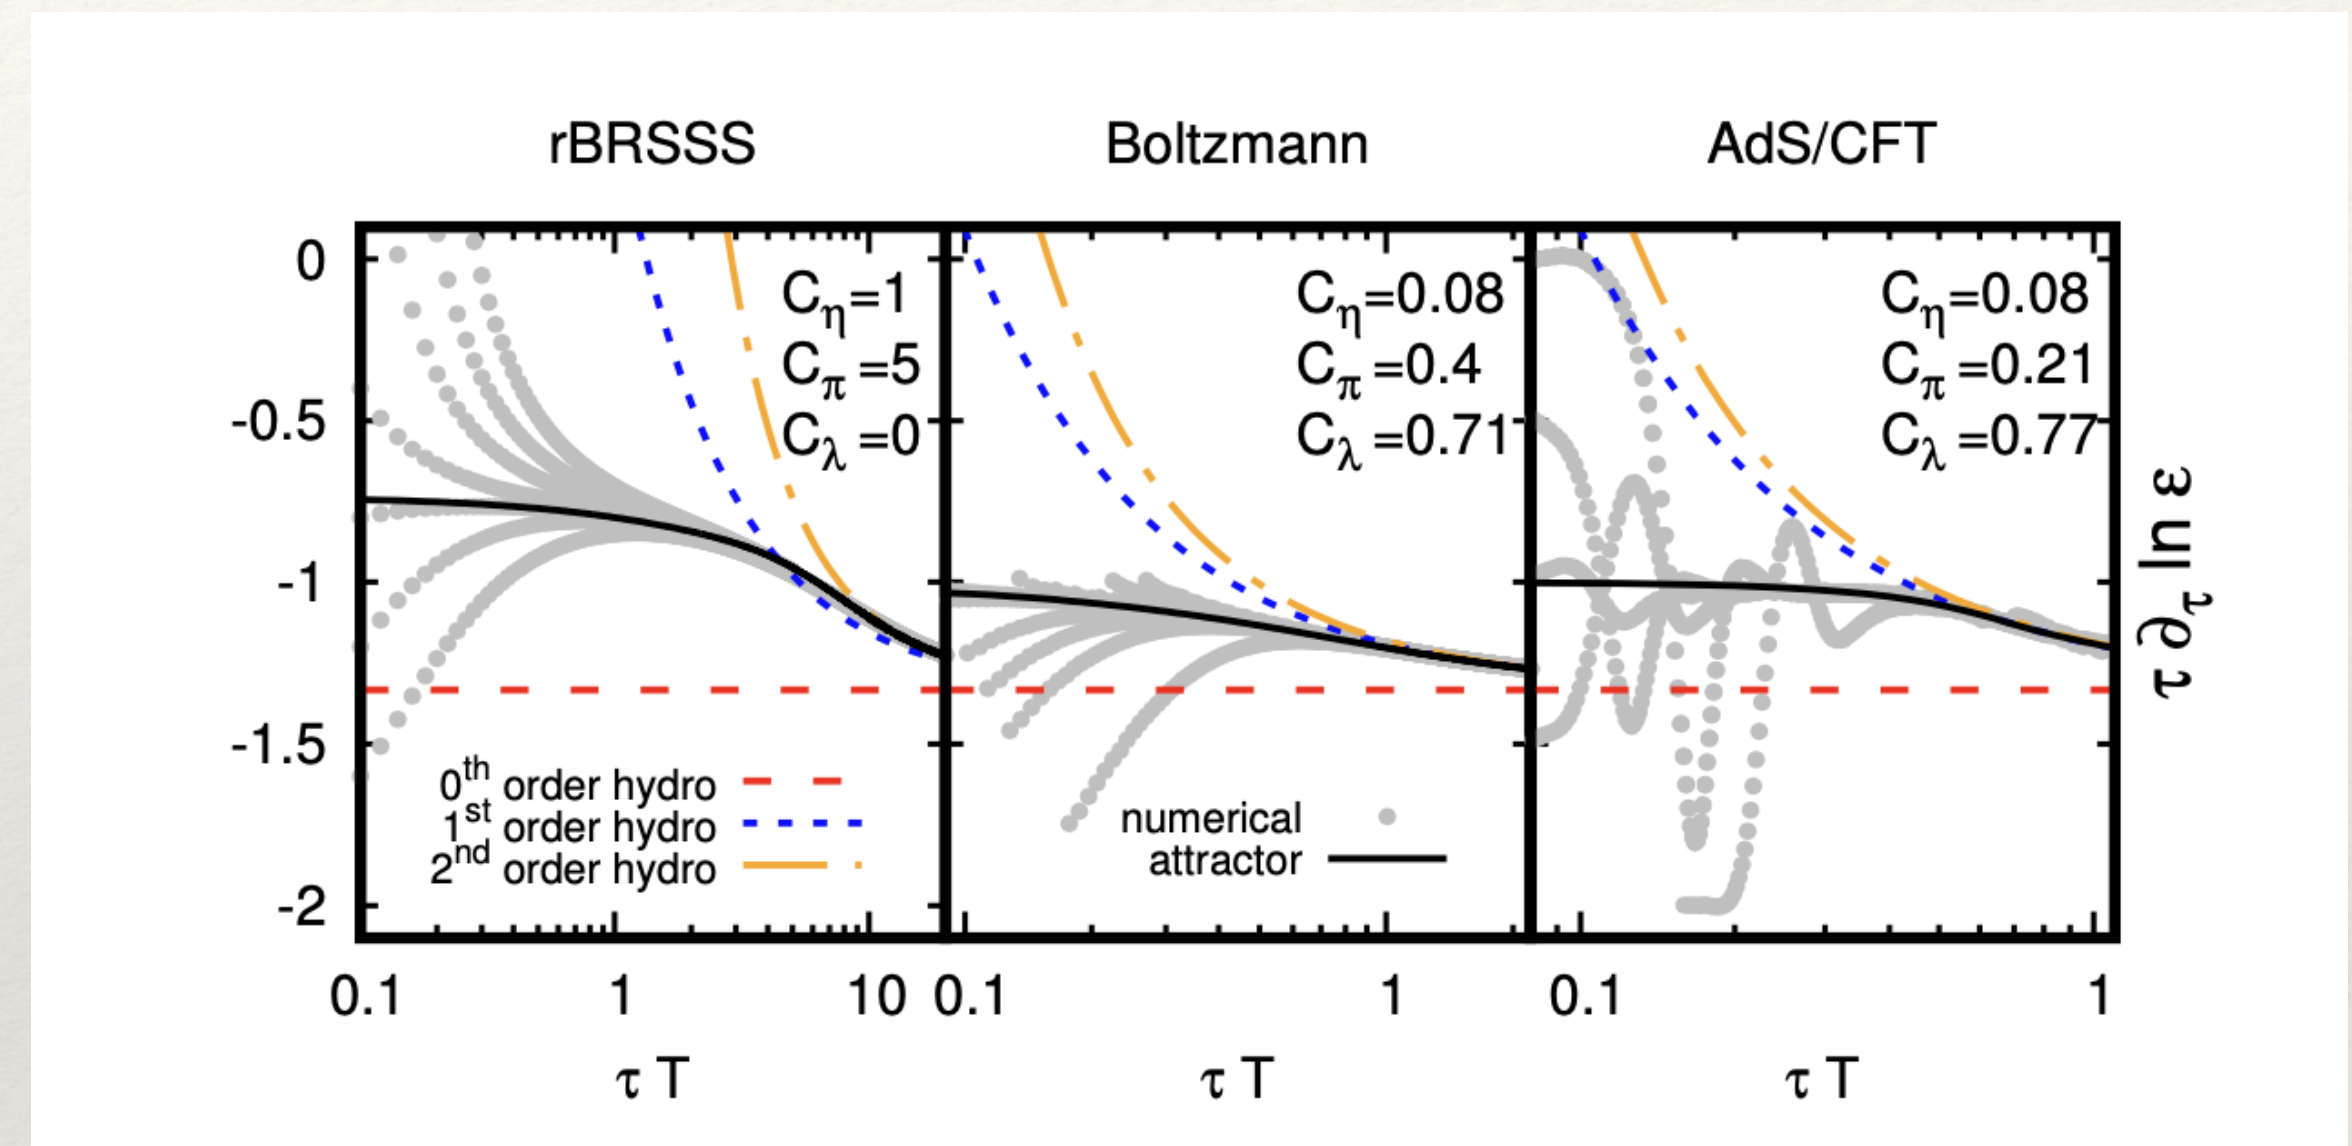 rBRSSS
Boltzmann
AdS/CFT
0
-0.5
-1
-1.5
-2
Cη=1
Cπ=5
Cλ=0
Cη=0.08
Cπ=0.4
Cλ=0.71
Cη=0.08
Cπ=0.21
Cλ=0.77
0th order hydro
1st order hydro
2nd order hydro
numerical
attractor
τ ∂τ ln ε
0.1 1 10 0.1 1 0.1 1
τ T
τ T
τ T